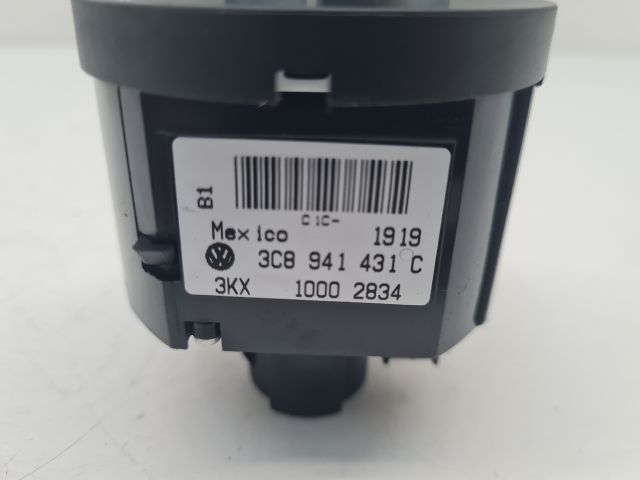 B1
C1C-
Mexico 1919
3C8 941 431 C
3KX 1000 2834